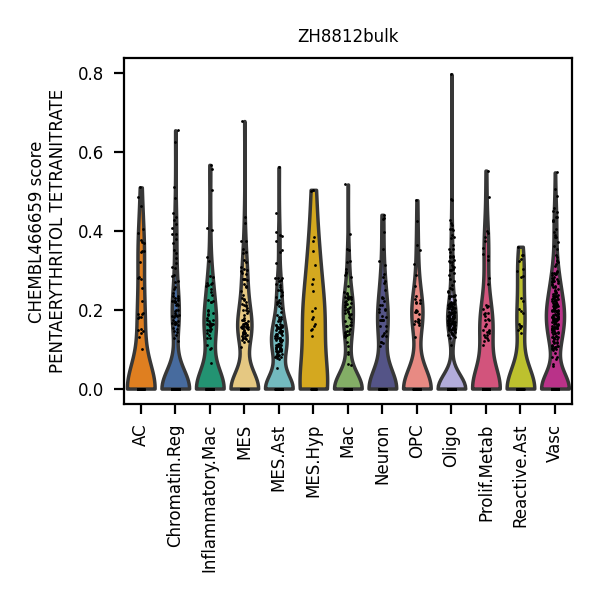 ZH8812bulk
CHEMBL466659 score
PENTAERYTHRITOL TETRANITRATE
0.8
0.6
0.4
0.2
0.0
AC
Chromatin.Reg
Inflammatory.Mac
MES
MES.Ast
MES.Hyp
Mac
Neuron
OPC
Oligo
Prolif.Metab
Reactive.Ast
Vasc